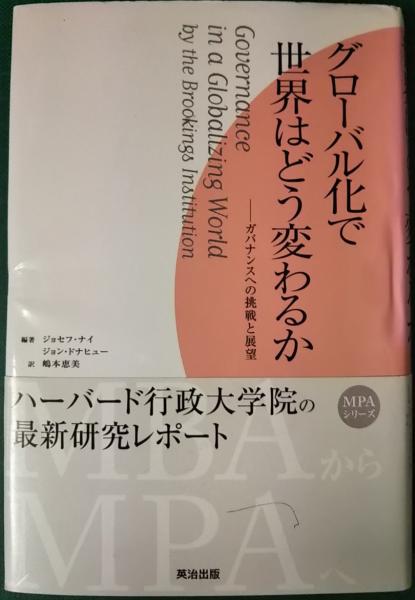 グローバル化で
世界はどう変わるか
——ガバナンスへの挑戦と展望
Governance
in a Globalizing World
by the Brookings Institution
編著 ジョセフ・ナイ
ジョン・ドナヒュー
訳 嶋本恵美
ハーバード行政大学院の
最新研究レポート
MPA
シリーズ
MBAから
MPAへ
英治出版